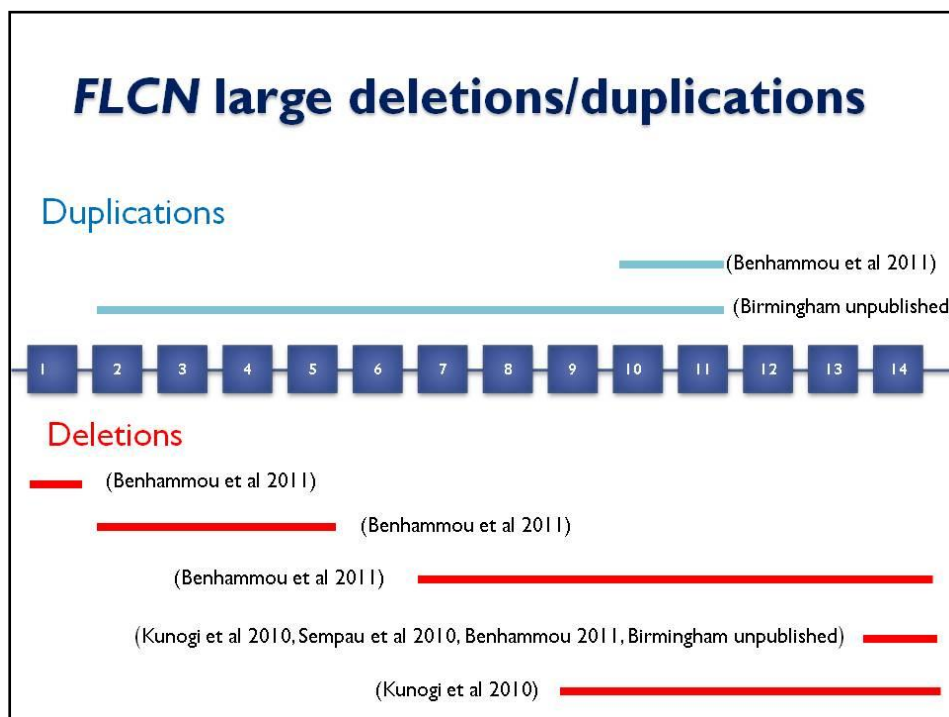 FLCN large deletions/duplications
Duplications
(Benhammou et al 2011)
(Birmingham unpublished
1 2 3 4 5 6 7 8 9 10 11 12 13 14
Deletions
(Benhammou et al 2011)
(Benhammou et al 2011)
(Benhammou et al 2011)
(Kunogi et al 2010, Sempau et al 2010, Benhammou 2011, Birmingham unpublished)
(Kunogi et al 2010)